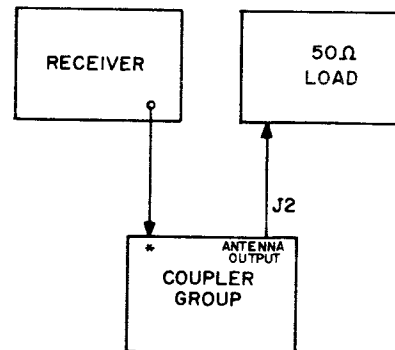 RECEIVER
50Ω
LOAD
J2
*
ANTENNA
OUTPUT
COUPLER
GROUP